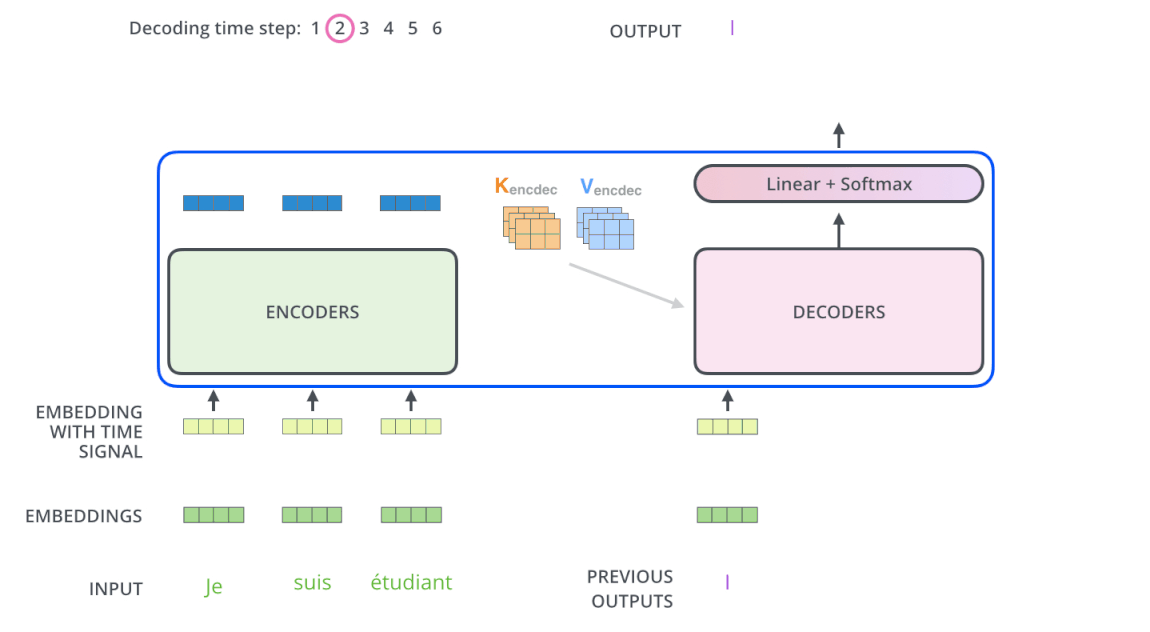 Decoding time step: 1 2 3 4 5 6
OUTPUT I
Kencdec Vencdec
Linear + Softmax
ENCODERS
DECODERS
EMBEDDING
WITH TIME
SIGNAL
EMBEDDINGS
INPUT Je suis étudiant
PREVIOUS
OUTPUTS
I